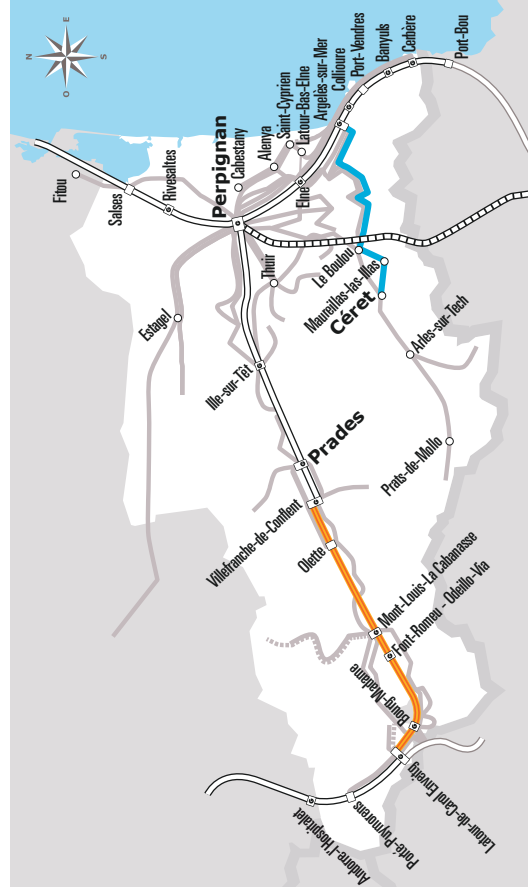 N
E
S
O
Fitou
Salses
Rivesaltes
Perpignan
Cabestany
Alenya
Saint-Cyprien
Latour-Bas-Elne
Elne
Argelès-sur-Mer
Collioure
Port-Vendres
Banyuls
Cerbère
Port-Bou
Estagel
Thuir
Le Boulou
Maureillas-las-Illas
Céret
Arles-sur-Tech
Prats-de-Mollo
Ille-sur-Têt
Prades
Villefranche-de-Conflent
Olette
Mont-Louis-La Cabanasse
Font-Romeu - Odeillo-Via
Bourg-Madame
Latour-de-Carol Enveitg
Porté-Puymorens
Andorre-l'Hospitalet